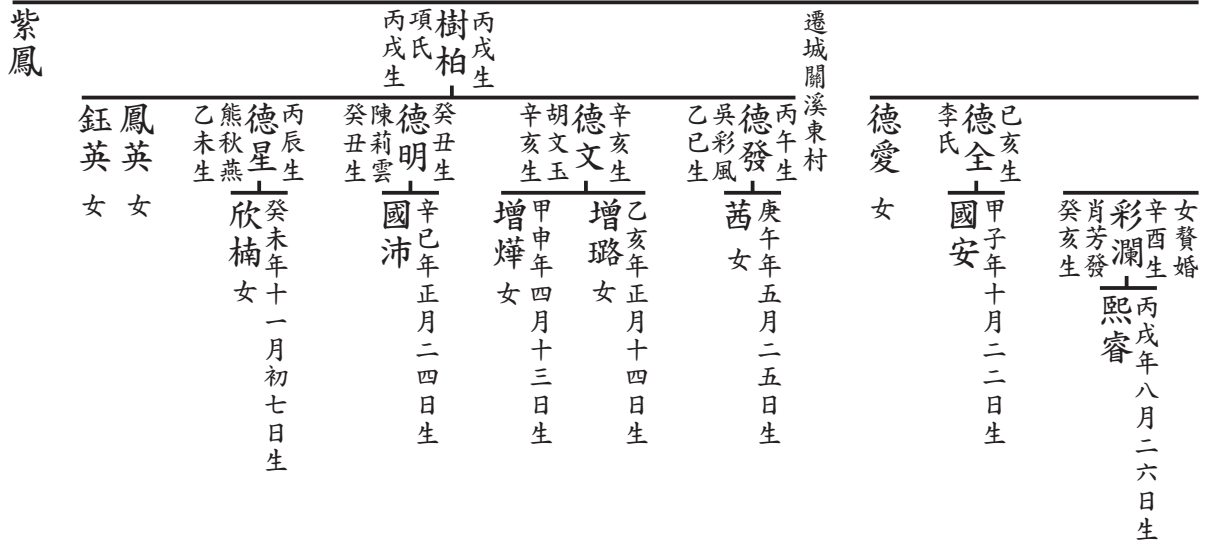 女贅婚
辛酉生
彩瀾
肖芳發
癸亥生
丙戌年八月二六日生
熙睿
已亥生
德全
李氏
甲子年十月二二日生
國安
德愛 女
遷城關溪東村
丙戌生
樹柏
項氏
丙戌生
丙午生
德發
吳彩風
乙巳生
庚午年五月二五日生
茜 女
辛亥生
德文
胡文玉
辛亥生
乙亥年正月十四日生
增璐 女
甲申年四月十三日生
增燁 女
癸丑生
德明
陳莉雲
癸丑生
辛巳年正月二四日生
國沛
丙辰生
德星
熊秋燕
乙未生
癸未年十一月初七日生
欣楠 女
鳳英 女
鈺英 女
紫鳳